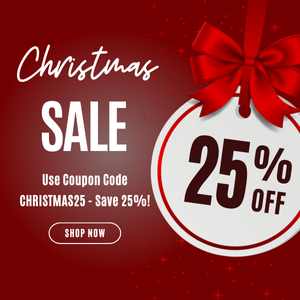 Christmas
SALE
Use Coupon Code
CHRISTMAS25 - Save 25%!
SHOP NOW
25%
OFF